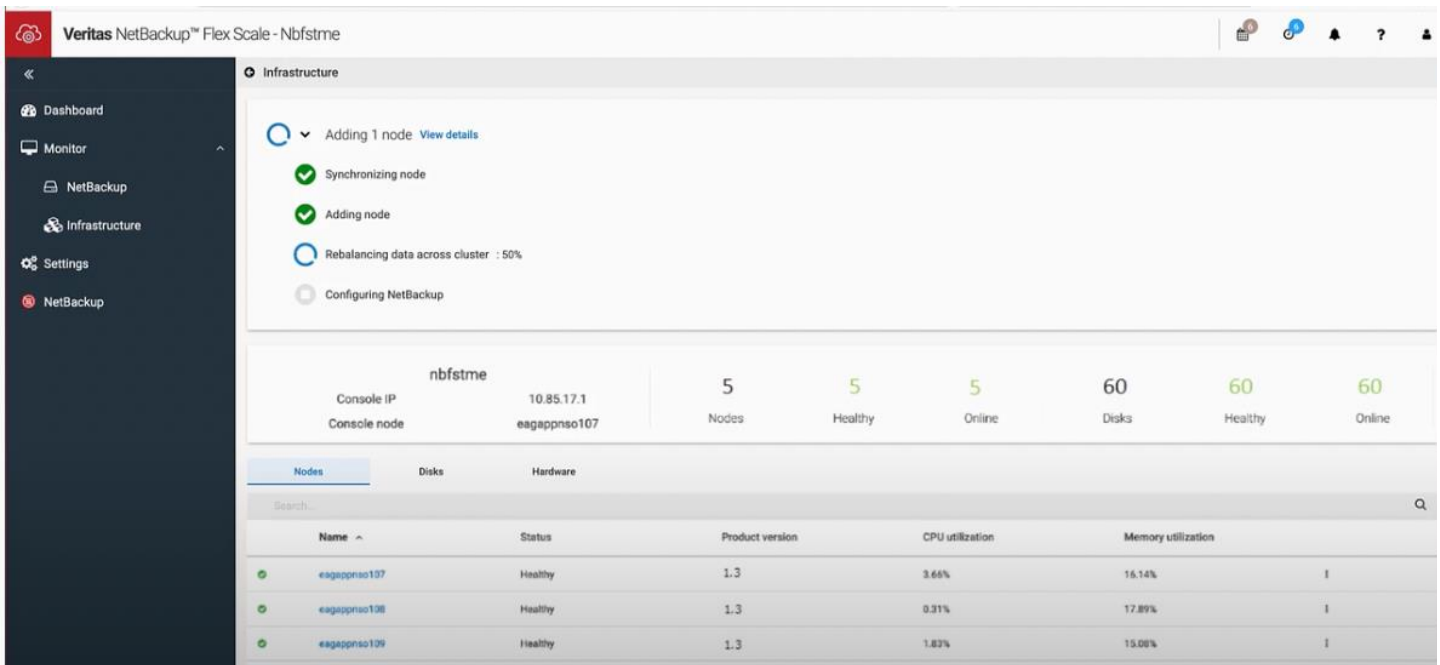 Veritas NetBackup™ Flex Scale - Nbfstme
6
6
?
«
Infrastructure
Dashboard
Monitor
NetBackup
Infrastructure
Settings
NetBackup
Adding 1 node View details
Synchronizing node
Adding node
Rebalancing data across cluster : 50%
Configuring NetBackup
nbfstme
Console IP 10.85.17.1
Console node eagappnso107
5 5 5 60 60 60
Nodes Healthy Online Disks Healthy Online
Nodes Disks Hardware
Search...
Name Status Product version CPU utilization Memory utilization
eagappnso107 Healthy 1.3 3.66% 16.14%
eagappnso108 Healthy 1.3 0.31% 17.89%
eagappnso109 Healthy 1.3 1.83% 15.08%